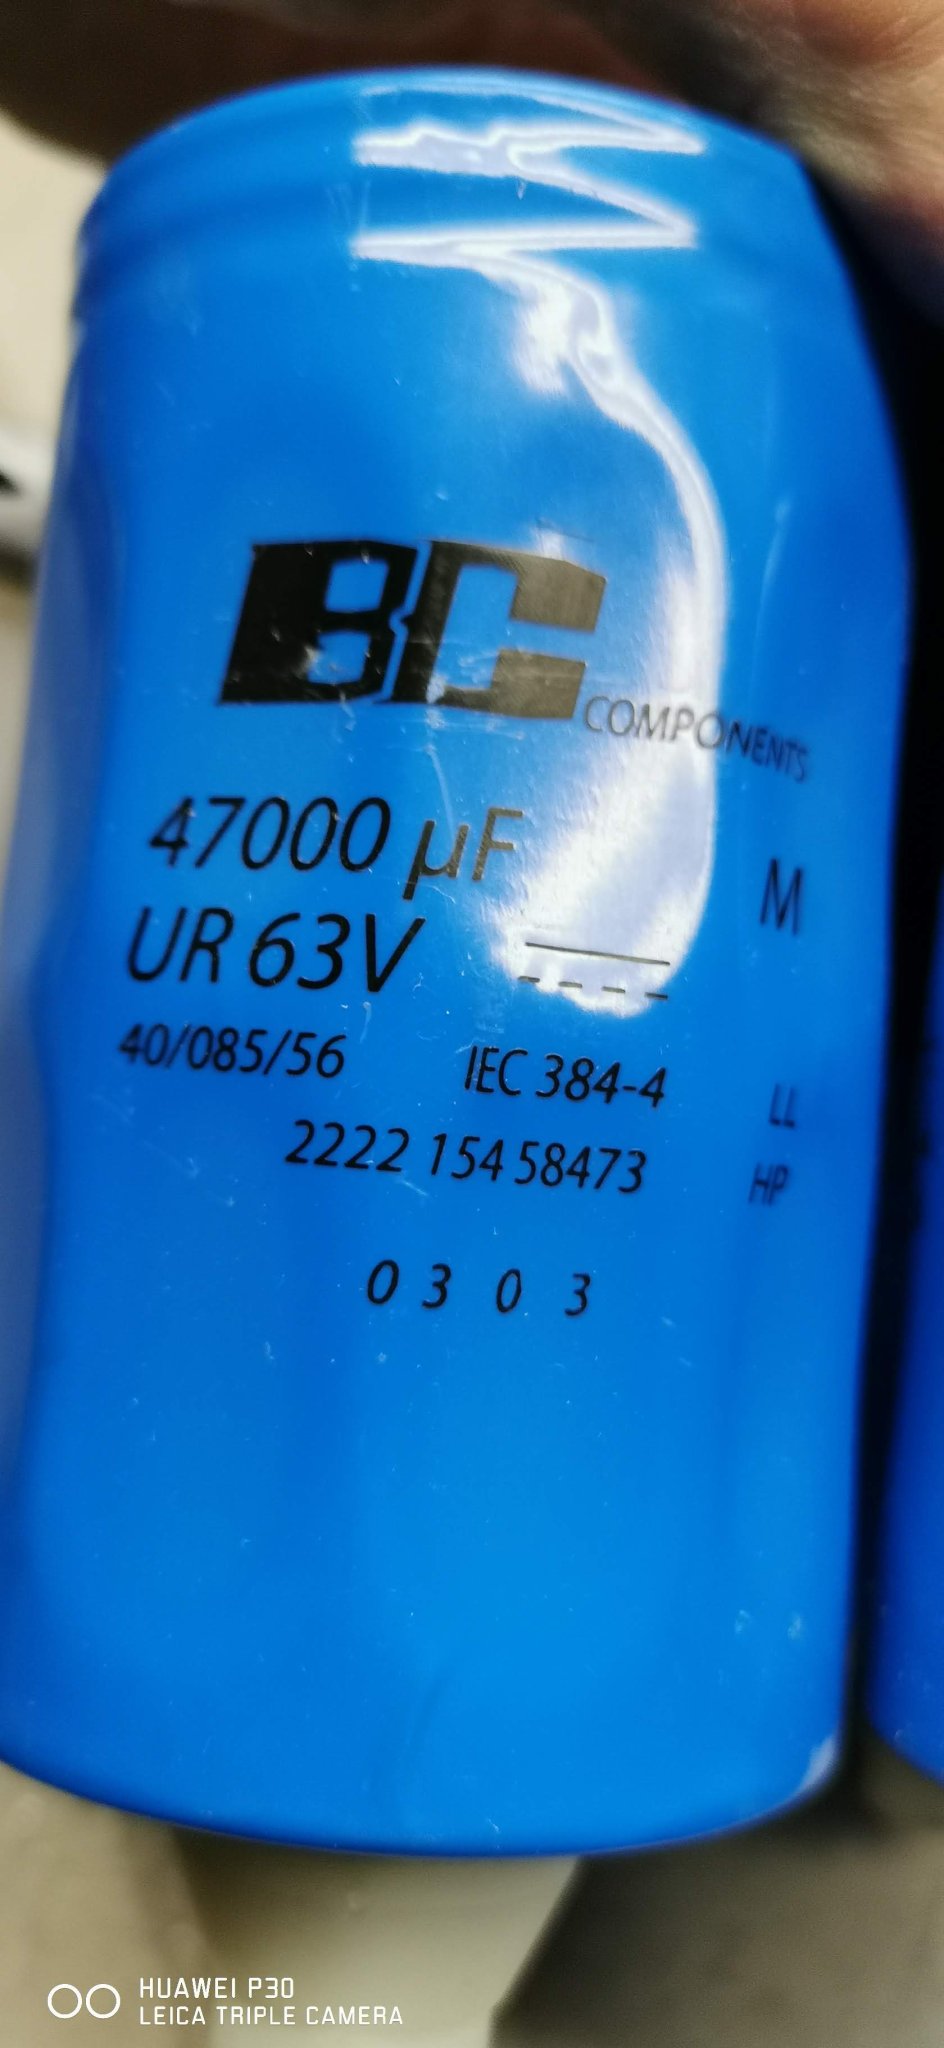 BC COMPONENTS
47000 µF M
UR 63V
40/085/56 IEC 384-4 LL
2222 154 58473 HP
0 3 0 3
HUAWEI P30
LEICA TRIPLE CAMERA